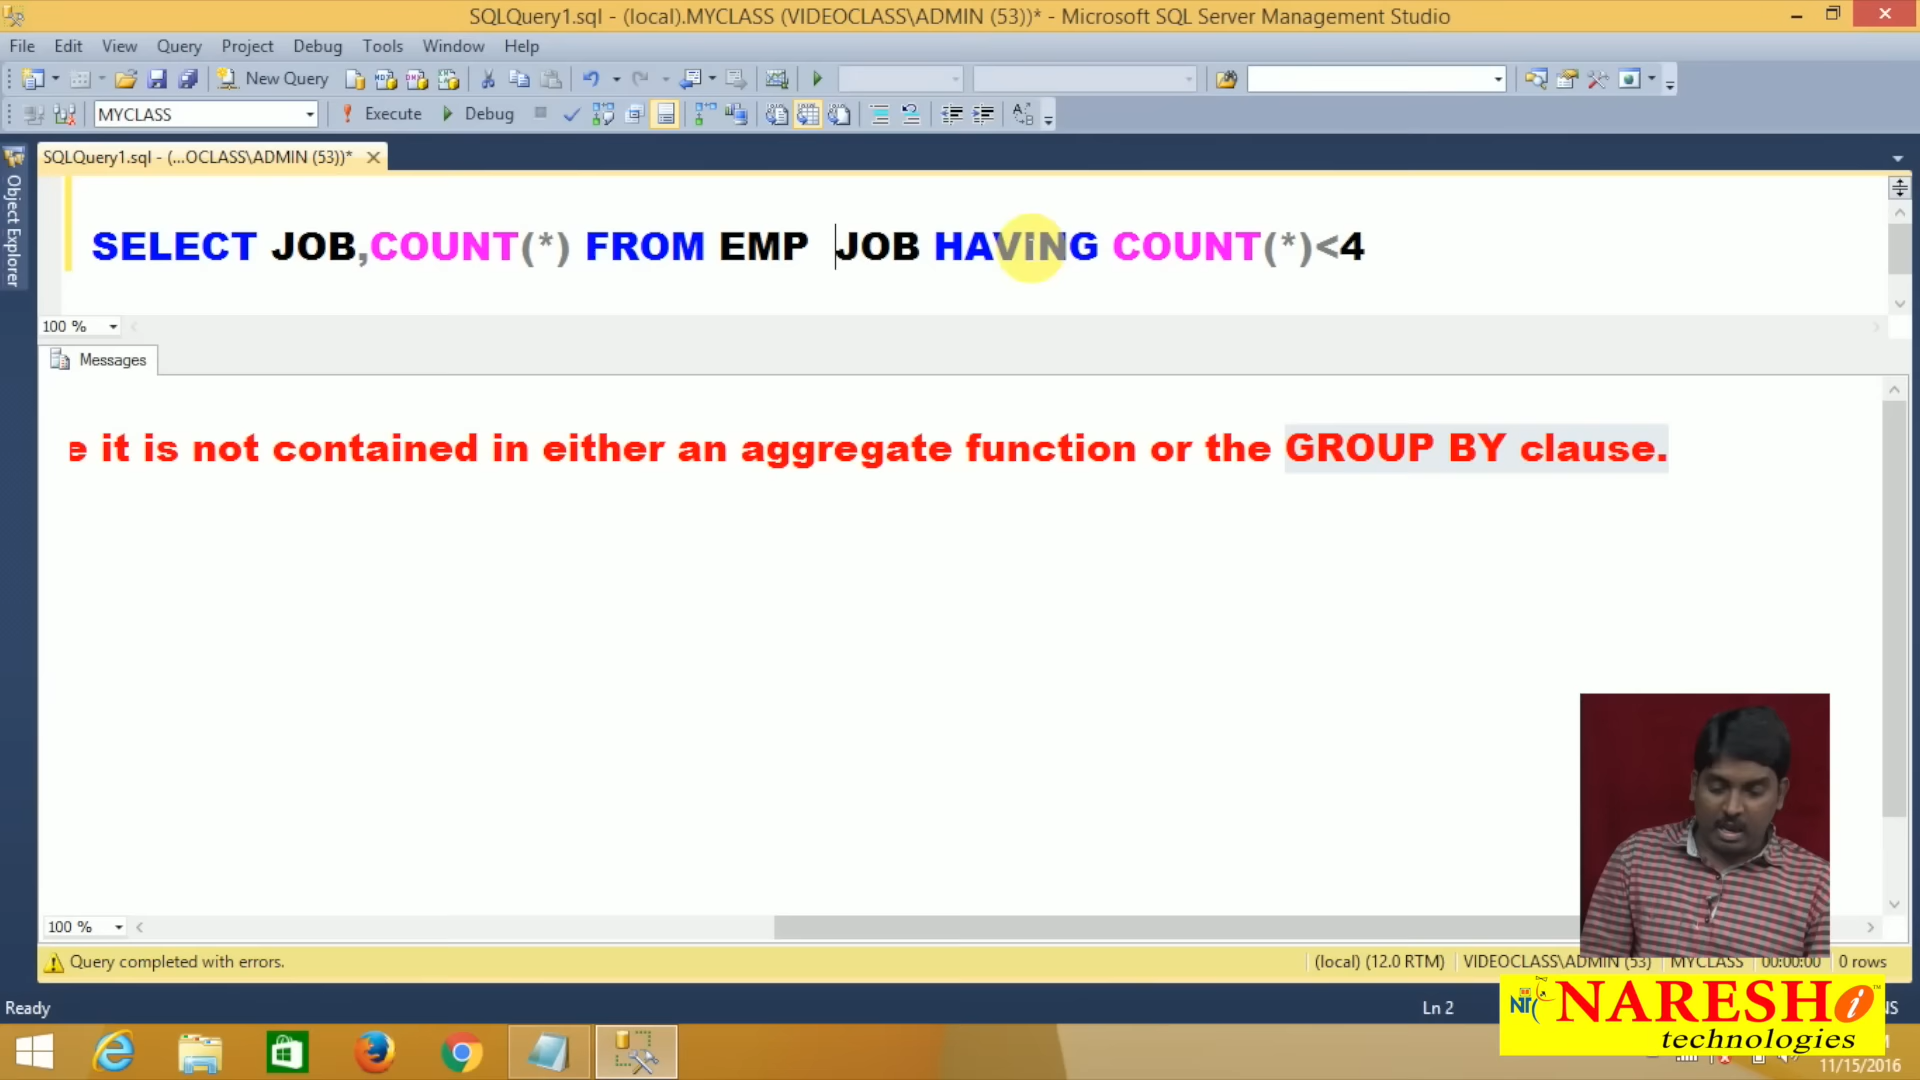 SQLQuery1.sql - (local).MYCLASS (VIDEOCLASS\ADMIN (53))* - Microsoft SQL Server Management Studio
File Edit View Query Project Debug Tools Window Help
New Query
MYCLASS Execute Debug
SQLQuery1.sql - (...OCLASS\ADMIN (53))*
Object Explorer
SELECT JOB,COUNT(*) FROM EMP JOB HAVING COUNT(*)<4
100 %
Messages
e it is not contained in either an aggregate function or the GROUP BY clause.
100 %
Query completed with errors.
(local) (12.0 RTM) VIDEOCLASS\ADMIN (53) MYCLASS 00:00:00 0 rows
Ready
Ln 2
NARESH i
technologies
11/15/2016